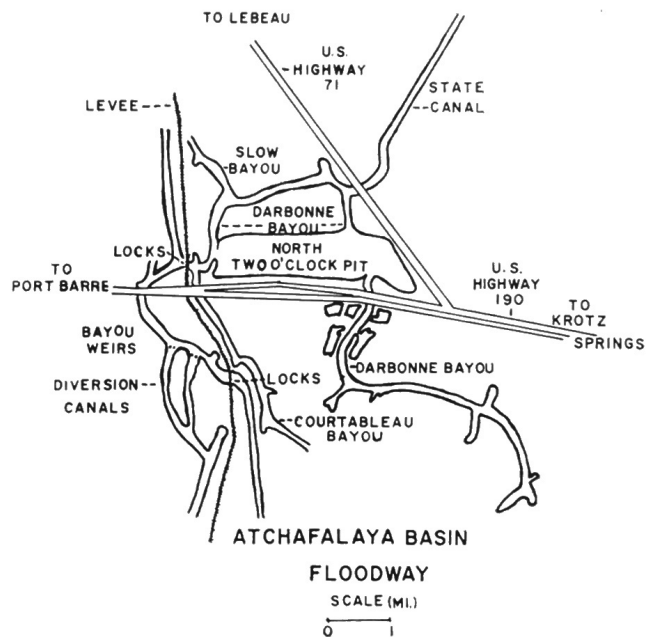 TO LEBEAU
U.S.
HIGHWAY
71
STATE
CANAL
LEVEE
SLOW
BAYOU
DARBONNE
BAYOU
NORTH
TWO O'CLOCK PIT
LOCKS
TO
PORT BARRE
U.S.
HIGHWAY
190
TO
KROTZ
SPRINGS
BAYOU
WEIRS
DARBONNE BAYOU
DIVERSION
CANALS
LOCKS
COURTABLEAU
BAYOU
ATCHAFALAYA BASIN
FLOODWAY
SCALE (MI.)
0 1